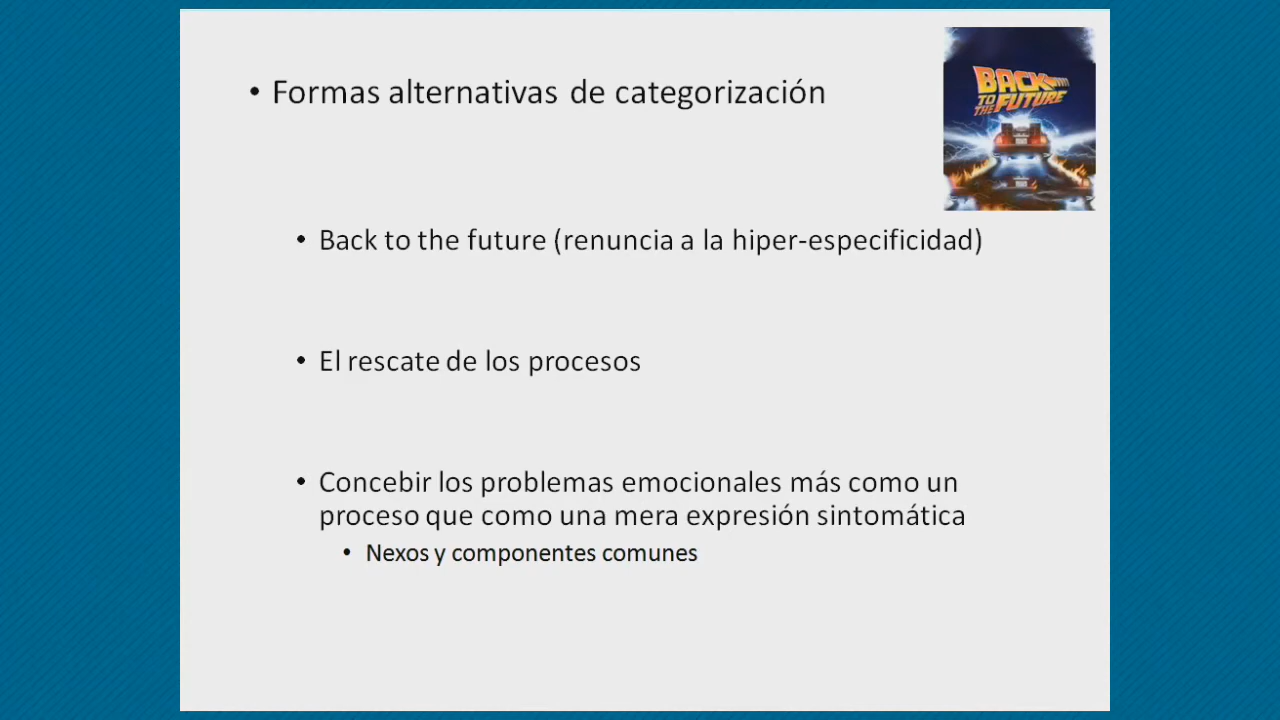 • Formas alternativas de categorización
BACK
TO THE FUTURE
• Back to the future (renuncia a la hiper-especificidad)
• El rescate de los procesos
• Concebir los problemas emocionales más como un
proceso que como una mera expresión sintomática
• Nexos y componentes comunes